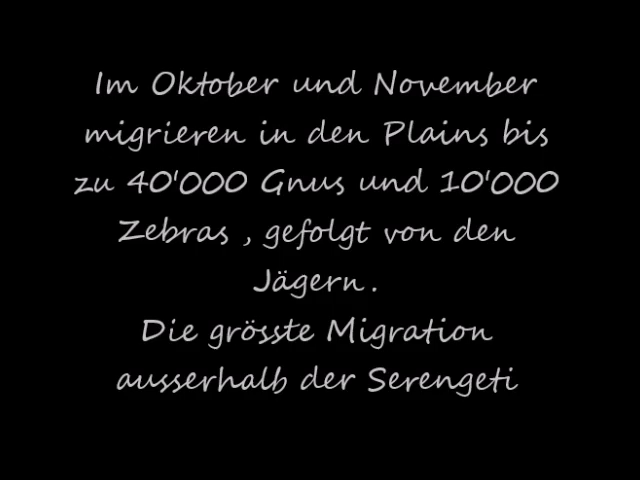 Im Oktober und November
migrieren in den Plains bis
zu 40'000 Gnus und 10'000
Zebras , gefolgt von den
Jägern.
Die grösste Migration
ausserhalb der Serengeti